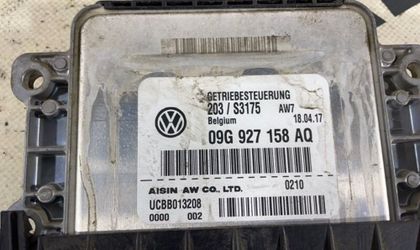 GETRIEBESTEUERUNG
203 / S3175 AW7
Belgium 18.04.17
09G 927 158 AQ
AISIN AW CO., LTD. 0210
UCBB013208
0000 002